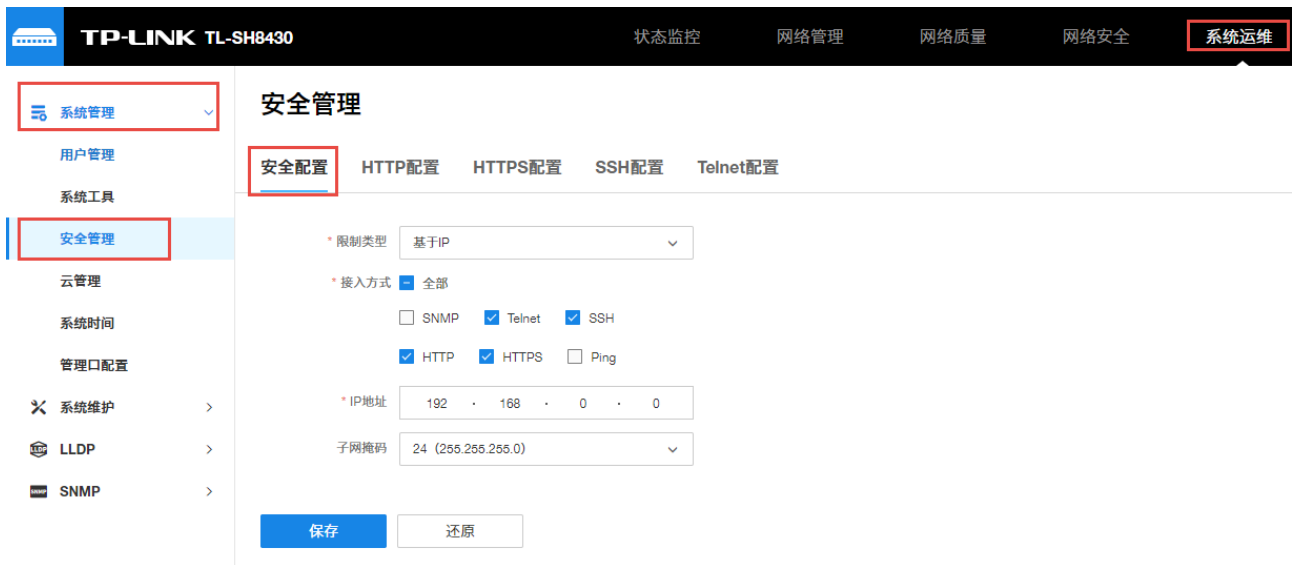 TP-LINK TL-SH8430 状态监控 网络管理 网络质量 网络安全 系统运维
系统管理
用户管理
系统工具
安全管理
云管理
系统时间
管理口配置
系统维护
LLDP LLDP
SNMP SNMP
安全管理
安全配置 HTTP配置 HTTPS配置 SSH配置 Telnet配置
* 限制类型 基于IP
* 接入方式 全部
SNMP Telnet SSH
HTTP HTTPS Ping
* IP地址 192 . 168 . 0 . 0
子网掩码 24（255.255.255.0）
保存 还原